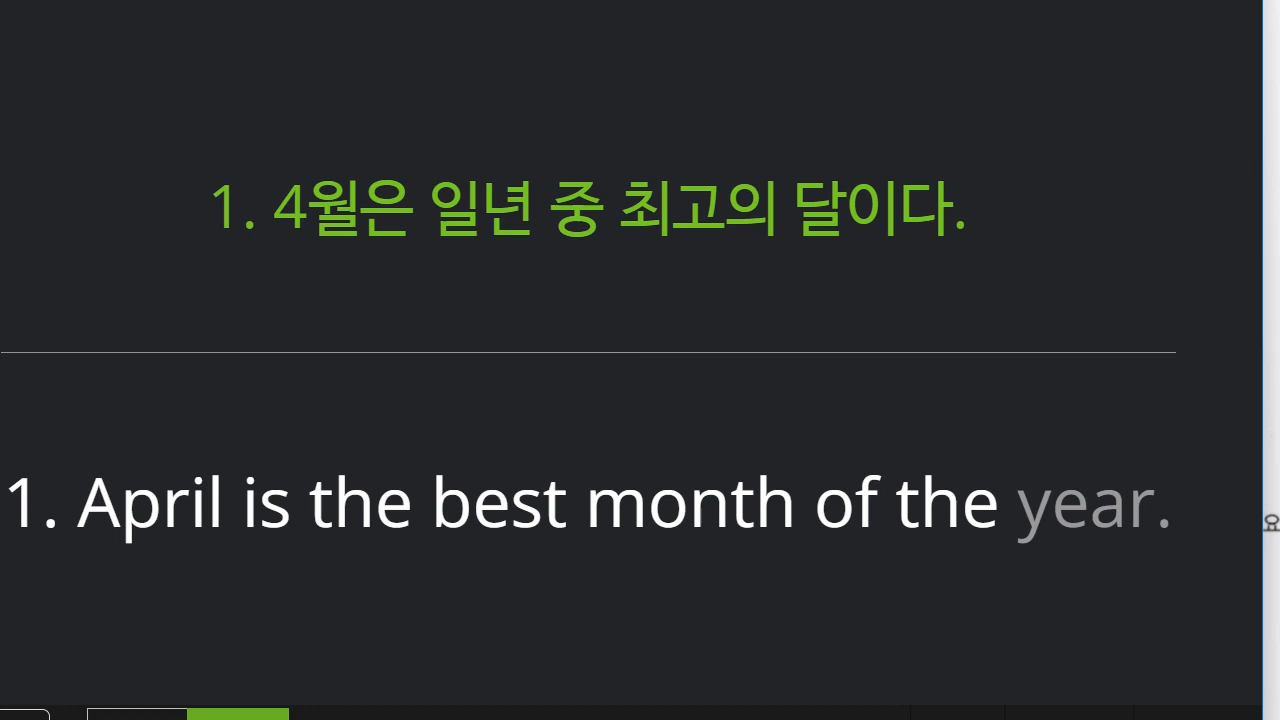 1. 4월은 일년 중 최고의 달이다.
1. April is the best month of the year.
요